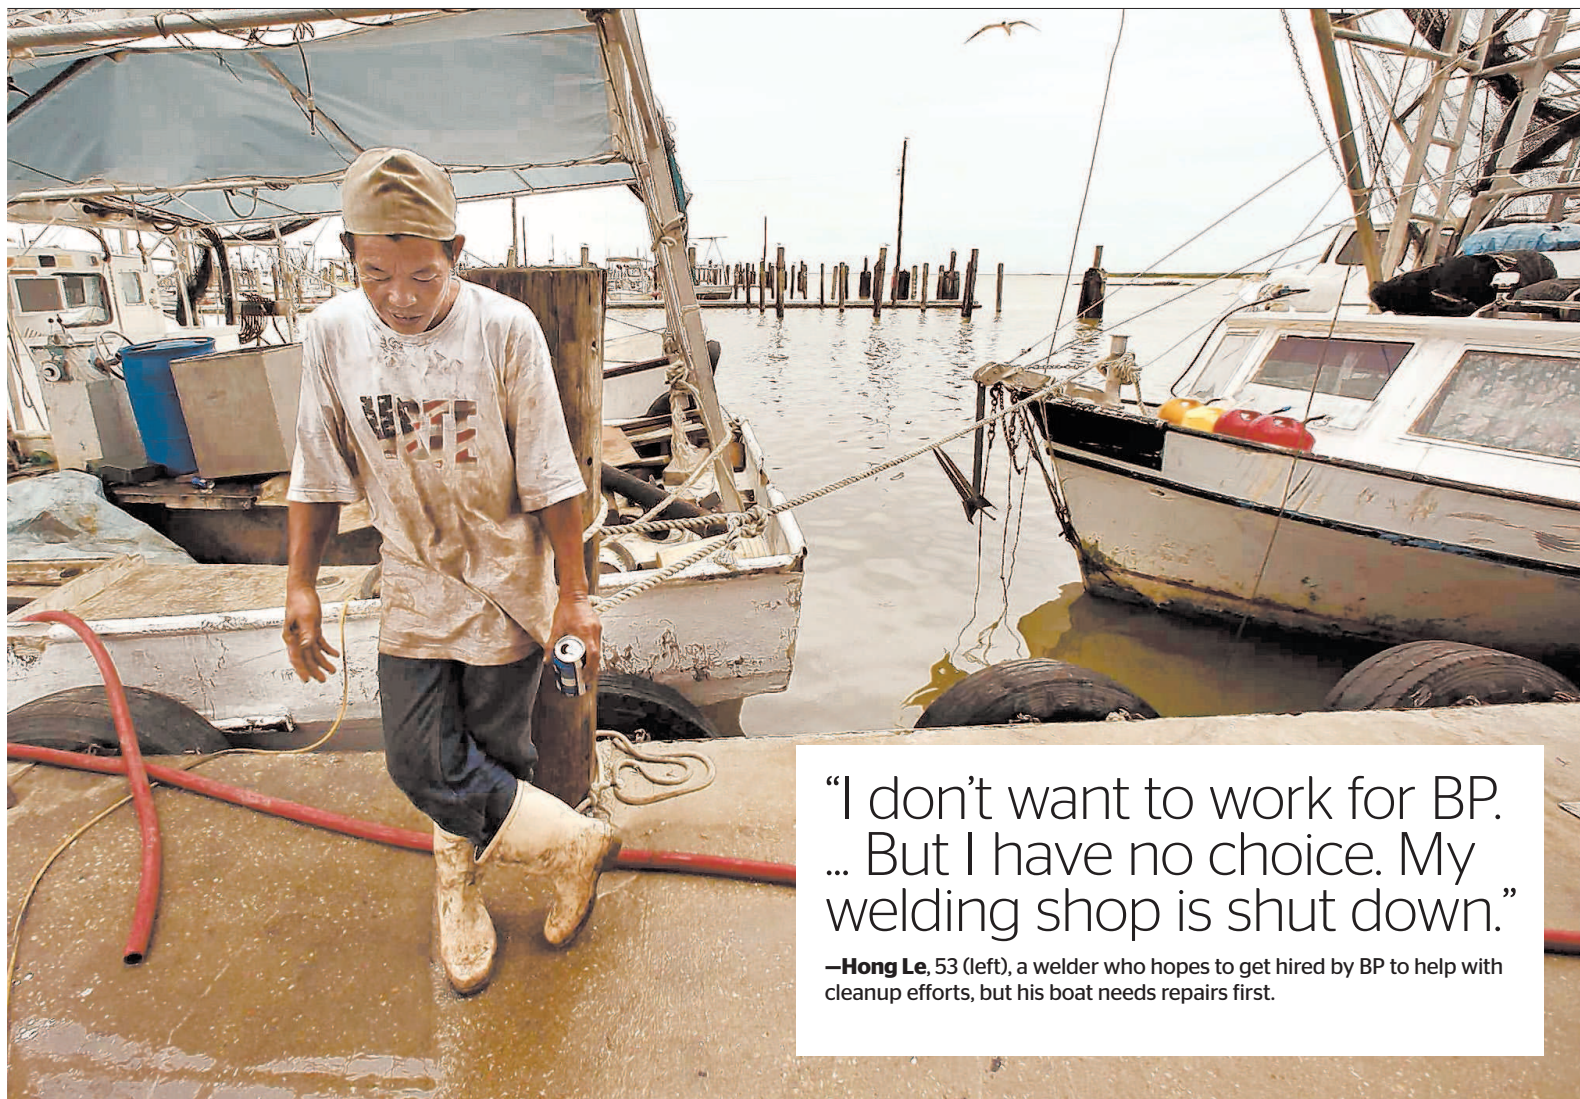 VOTE
“I don’t want to work for BP.
... But I have no choice. My
welding shop is shut down.”
—Hong Le, 53 (left), a welder who hopes to get hired by BP to help with
cleanup efforts, but his boat needs repairs first.